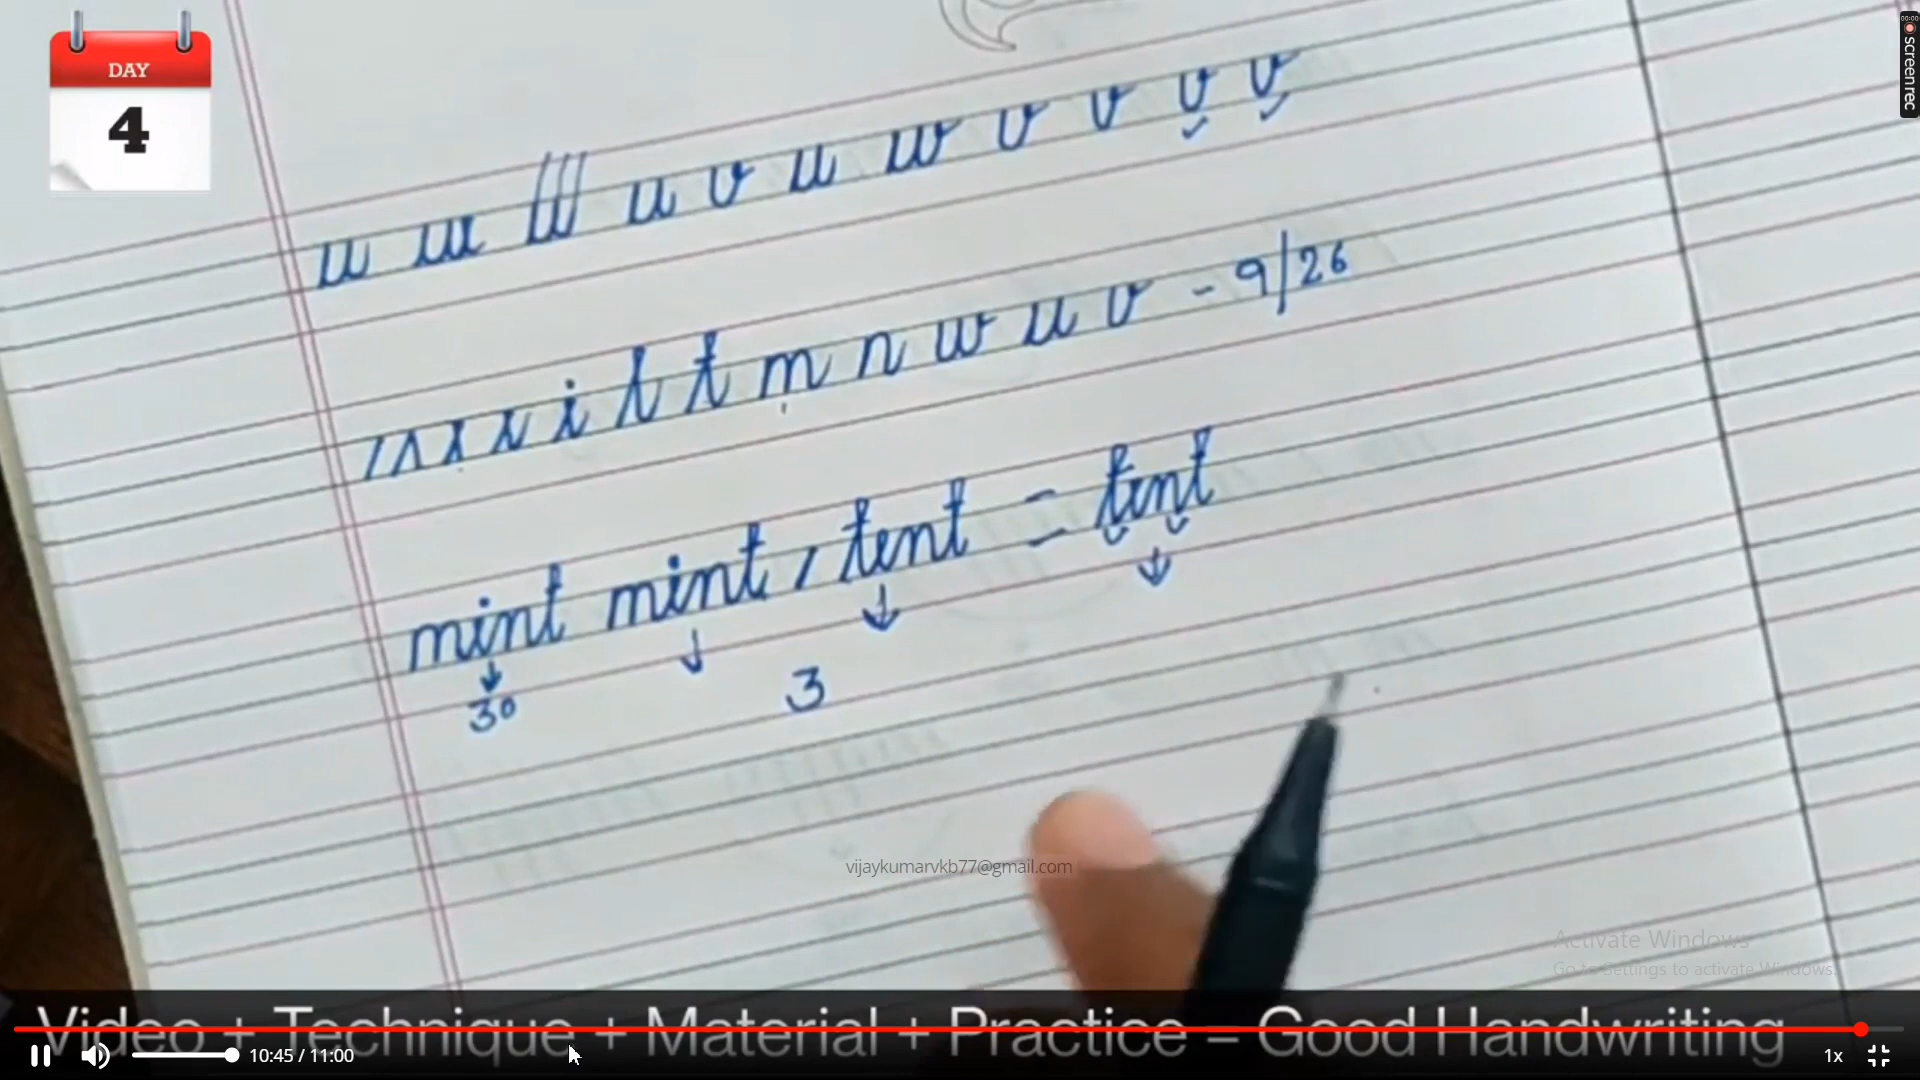 DAY
4
screenrec
u u u v u w v v v v
i t t m n w u v - 9/26
mint mint, tent = tent
30
3
vijaykumarvkb77@gmail.com
Activate Windows
Go to Settings to activate Windows.
Video + Technique + Material + Practice = Good Handwriting
10:45 / 11:00
1x